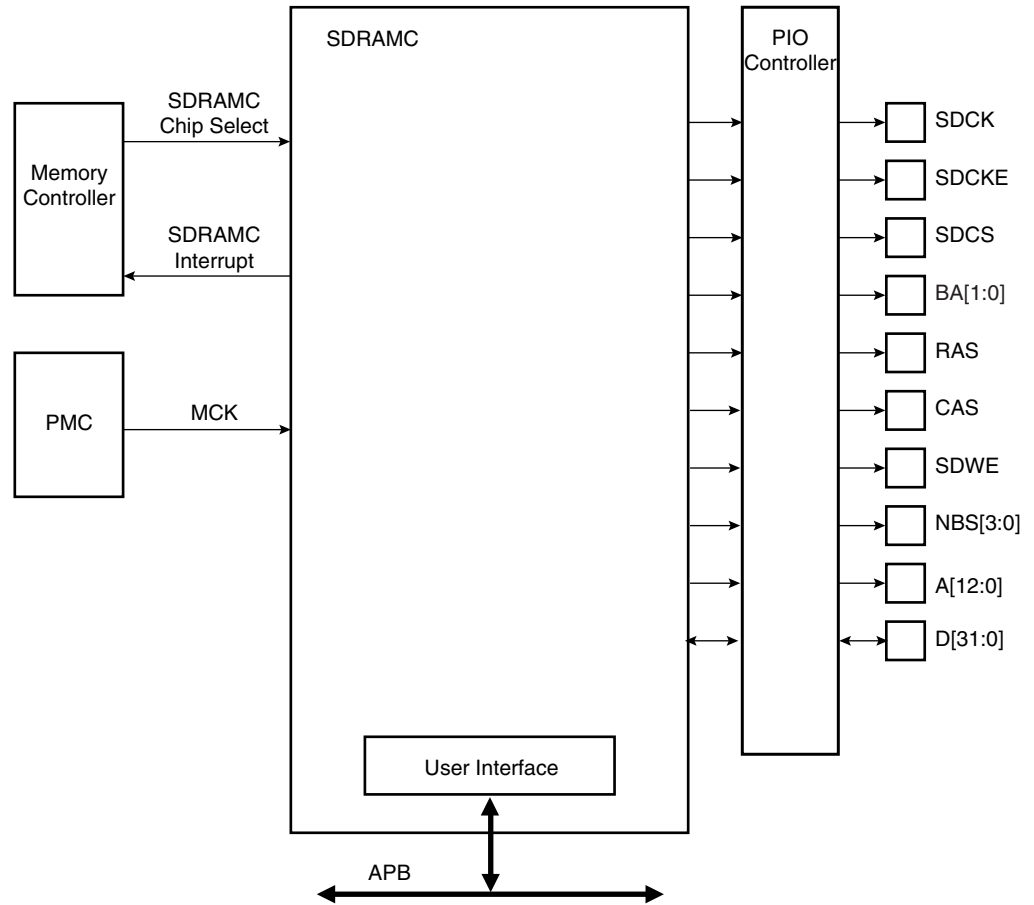 SDRAMC
PIO
Controller
SDRAMC
Chip Select
Memory
Controller
SDRAMC
Interrupt
PMC
MCK
SDCK
SDCKE
SDCS
BA[1:0]
RAS
CAS
SDWE
NBS[3:0]
A[12:0]
D[31:0]
User Interface
APB